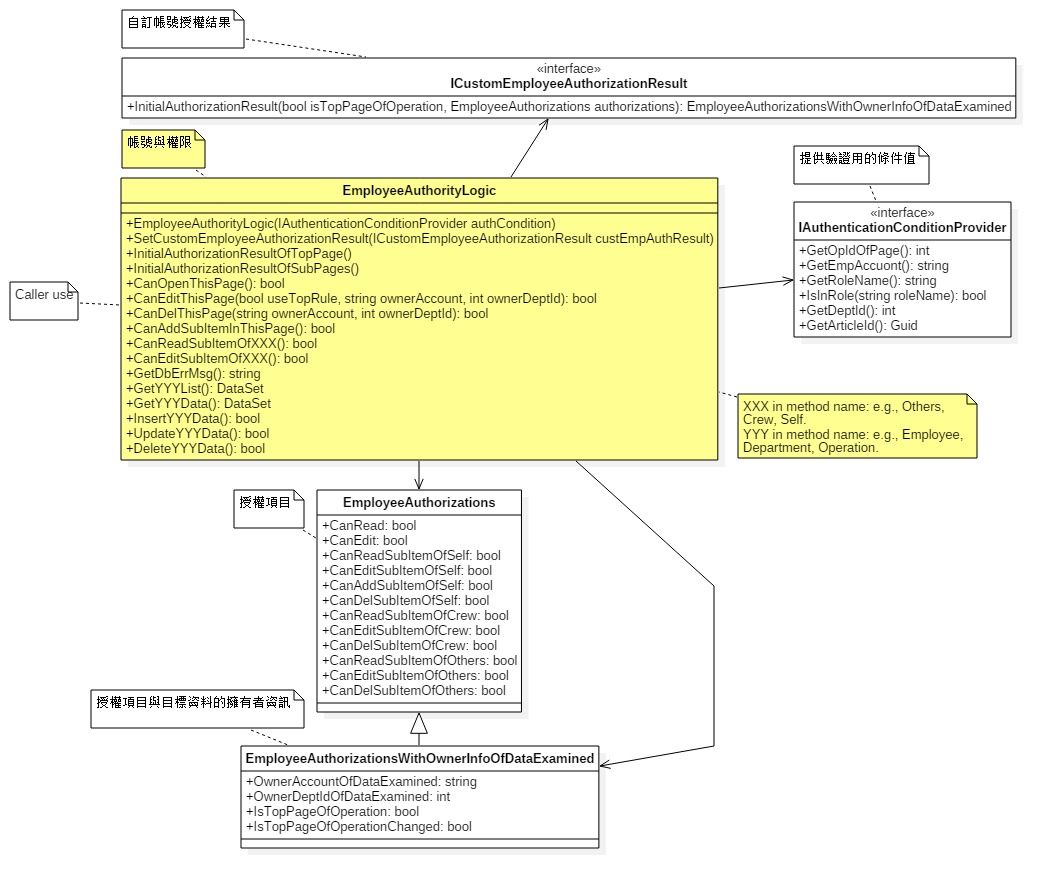 自訂帳號授權結果
«interface»
ICustomEmployeeAuthorizationResult
+InitialAuthorizationResult(bool isTopPageOfOperation, EmployeeAuthorizations authorizations): EmployeeAuthorizationsWithOwnerInfoOfDataExamined
帳號與權限
EmployeeAuthorityLogic
+EmployeeAuthorityLogic(IAuthenticationConditionProvider authCondition)
+SetCustomEmployeeAuthorizationResult(ICustomEmployeeAuthorizationResult custEmpAuthResult)
+InitialAuthorizationResultOfTopPage()
+InitialAuthorizationResultOfSubPages()
+CanOpenThisPage(): bool
+CanEditThisPage(bool useTopRule, string ownerAccount, int ownerDeptId): bool
+CanDelThisPage(string ownerAccount, int ownerDeptId): bool
+CanAddSubItemInThisPage(): bool
+CanReadSubItemOfXXX(): bool
+CanEditSubItemOfXXX(): bool
+GetDbErrMsg(): string
+GetYYYList(): DataSet
+GetYYYData(): DataSet
+InsertYYYData(): bool
+UpdateYYYData(): bool
+DeleteYYYData(): bool
Caller use
提供驗證用的條件值
«interface»
IAuthenticationConditionProvider
+GetOpIdOfPage(): int
+GetEmpAccuont(): string
+GetRoleName(): string
+IsInRole(string roleName): bool
+GetDeptId(): int
+GetArticleId(): Guid
XXX in method name: e.g., Others,
Crew, Self.
YYY in method name: e.g., Employee,
Department, Operation.
授權項目
EmployeeAuthorizations
+CanRead: bool
+CanEdit: bool
+CanReadSubItemOfSelf: bool
+CanEditSubItemOfSelf: bool
+CanAddSubItemOfSelf: bool
+CanDelSubItemOfSelf: bool
+CanReadSubItemOfCrew: bool
+CanEditSubItemOfCrew: bool
+CanDelSubItemOfCrew: bool
+CanReadSubItemOfOthers: bool
+CanEditSubItemOfOthers: bool
+CanDelSubItemOfOthers: bool
授權項目與目標資料的擁有者資訊
EmployeeAuthorizationsWithOwnerInfoOfDataExamined
+OwnerAccountOfDataExamined: string
+OwnerDeptIdOfDataExamined: int
+IsTopPageOfOperation: bool
+IsTopPageOfOperationChanged: bool